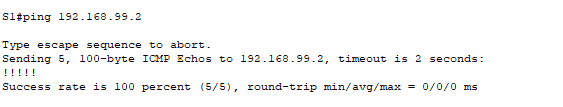 S1#ping 192.168.99.2
Type escape sequence to abort.
Sending 5, 100-byte ICMP Echos to 192.168.99.2, timeout is 2 seconds:
!!!!!
Success rate is 100 percent (5/5), round-trip min/avg/max = 0/0/0 ms